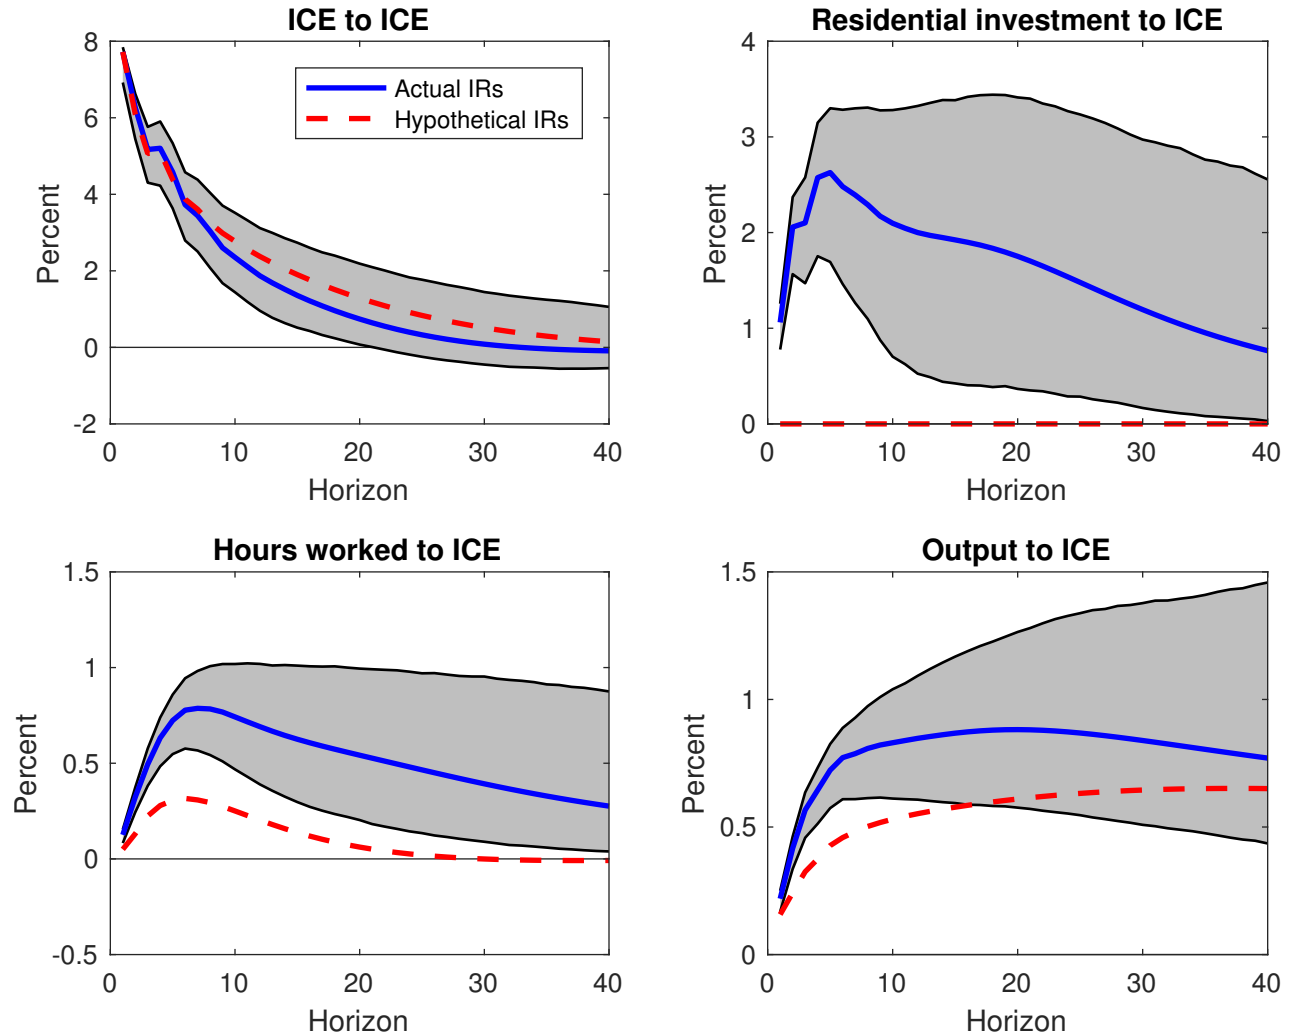 ICE to ICE
8
6
4
2
0
-2
Percent
Actual IRs
Hypothetical IRs
0 10 20 30 40
Horizon
Residential investment to ICE
4
3
2
1
0
Percent
0 10 20 30 40
Horizon
Hours worked to ICE
1.5
1
0.5
0
-0.5
Percent
0 10 20 30 40
Horizon
Output to ICE
1.5
1
0.5
0
Percent
0 10 20 30 40
Horizon